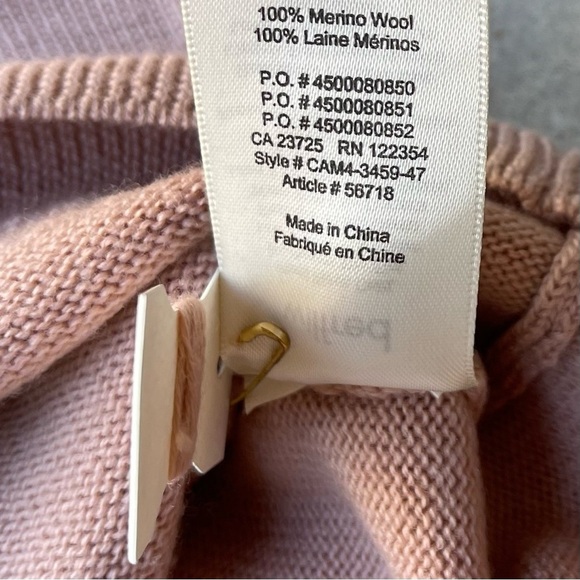 100% Merino Wool
100% Laine Mérinos
P.O. # 4500080850
P.O. # 4500080851
P.O. # 4500080852
CA 23725 RN 122354
Style # CAM4-3459-47
Article # 56718
Made in China
Fabriqué en Chine